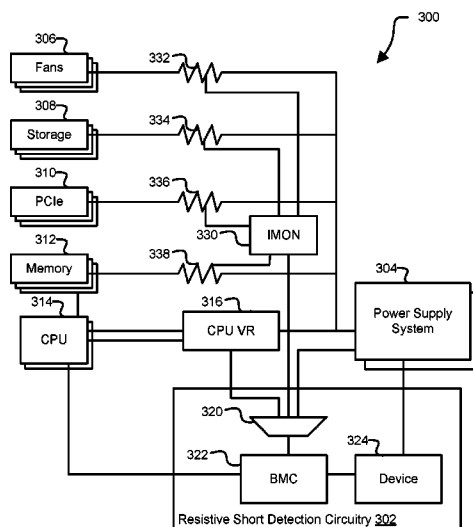 300
306
Fans
332
308
Storage
334
310
PCIe
336
330
IMON
312
Memory
338
304
Power Supply
System
314
CPU
316
CPU VR
320
322
BMC
324
Device
Resistive Short Detection Circuitry 302